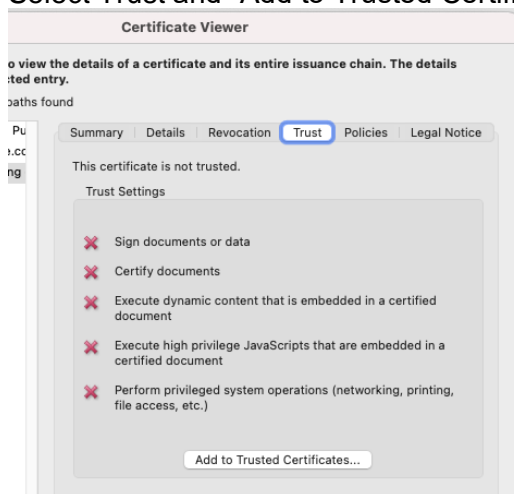 Select Trust and "Add to Trusted Certifi
Certificate Viewer
o view the details of a certificate and its entire issuance chain. The details
cted entry.
paths found
Pu
e.cc
ng
Summary Details Revocation Trust Policies Legal Notice
This certificate is not trusted.
Trust Settings
Sign documents or data
Certify documents
Execute dynamic content that is embedded in a certified
document
Execute high privilege JavaScripts that are embedded in a
certified document
Perform privileged system operations (networking, printing,
file access, etc.)
Add to Trusted Certificates...